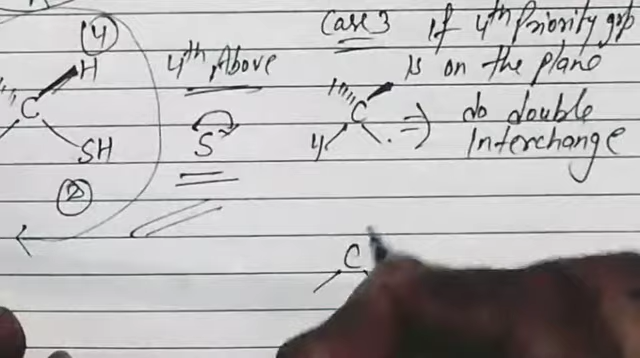 (4)
H
C
SH
(2)
4th, Above
S
Case 3 If 4th Priority grp
is on the plane
C
4
=> do double
Interchange
C